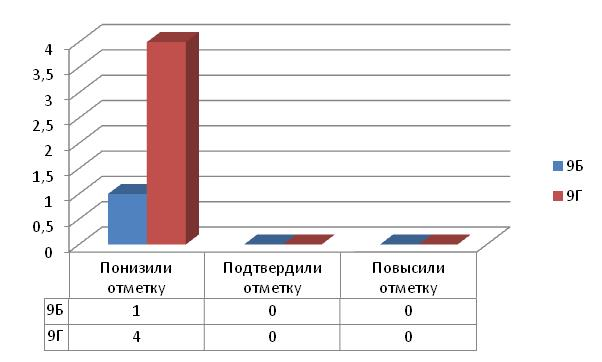 4
3,5
3
2,5
2
1,5
1
0,5
0
9Б
9Г
Понизили отметку
Подтвердили отметку
Повысили отметку
9Б 1 0 0
9Г 4 0 0